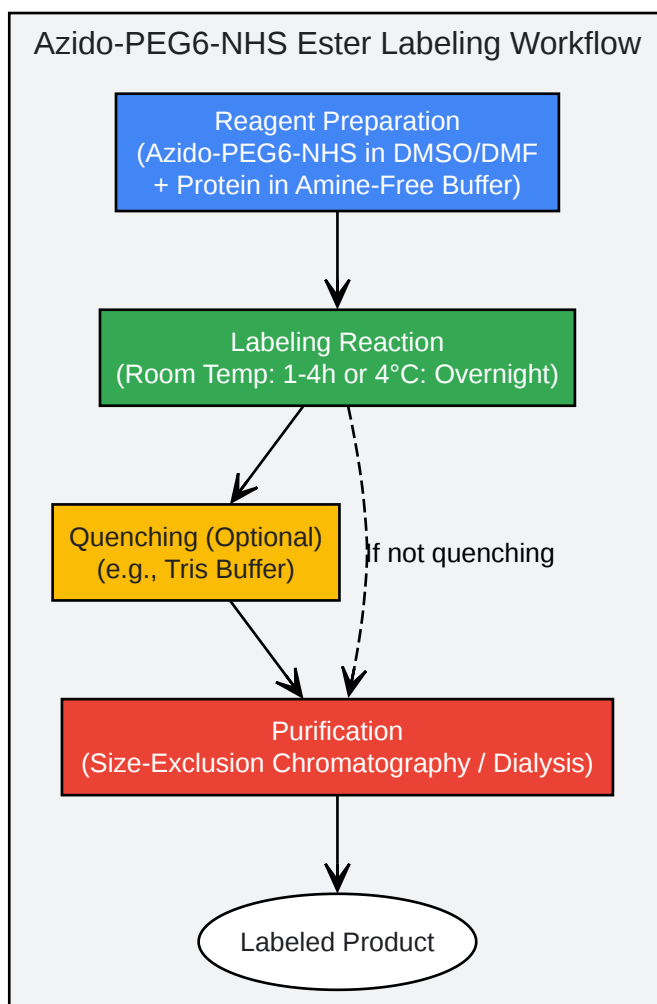 Azido-PEG6-NHS Ester Labeling Workflow
Reagent Preparation
(Azido-PEG6-NHS in DMSO/DMF
+ Protein in Amine-Free Buffer)
Labeling Reaction
(Room Temp: 1-4h or 4°C: Overnight)
Quenching (Optional)
(e.g., Tris Buffer)
If not quenching
Purification
(Size-Exclusion Chromatography / Dialysis)
Labeled Product